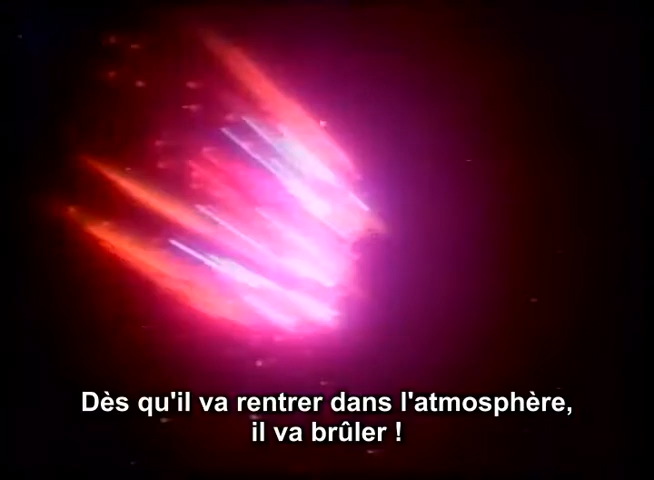 Dès qu'il va rentrer dans l'atmosphère,
il va brûler !